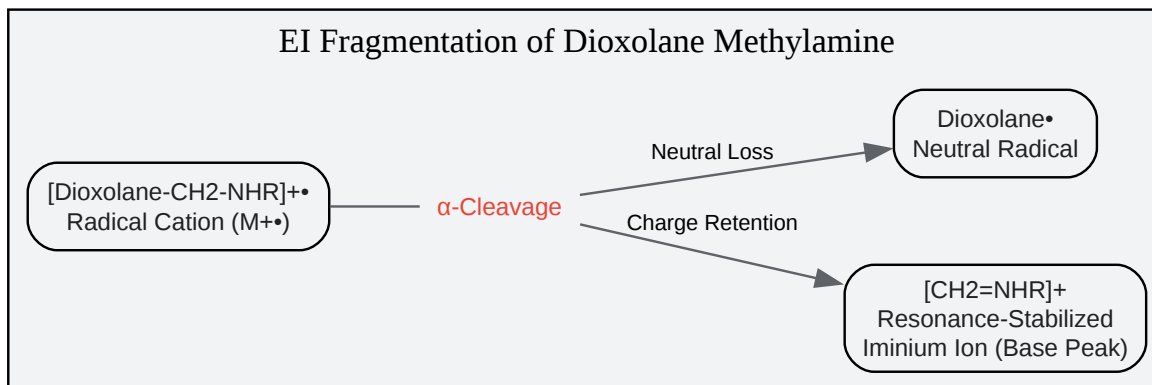 EI Fragmentation of Dioxolane Methylamine
[Dioxolane-CH2-NHR]+•
Radical Cation (M+•)
α-Cleavage
Neutral Loss
Dioxolane•
Neutral Radical
Charge Retention
[CH2=NHR]+
Resonance-Stabilized
Iminium Ion (Base Peak)